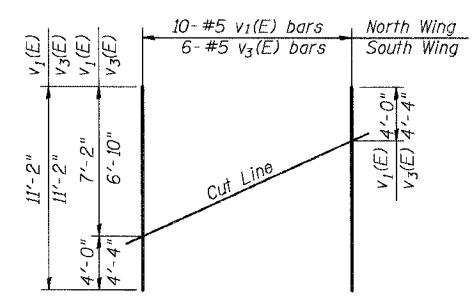 10-#5 v1(E) bars North Wing
6-#5 v3(E) bars South Wing
v1(E)
v3(E)
v1(E)
v3(E)
11'-2"
11'-2"
7'-2"
6'-10"
4'-0"
4'-4"
Cut Line
4'-0"
4'-4"
v1(E)
v3(E)